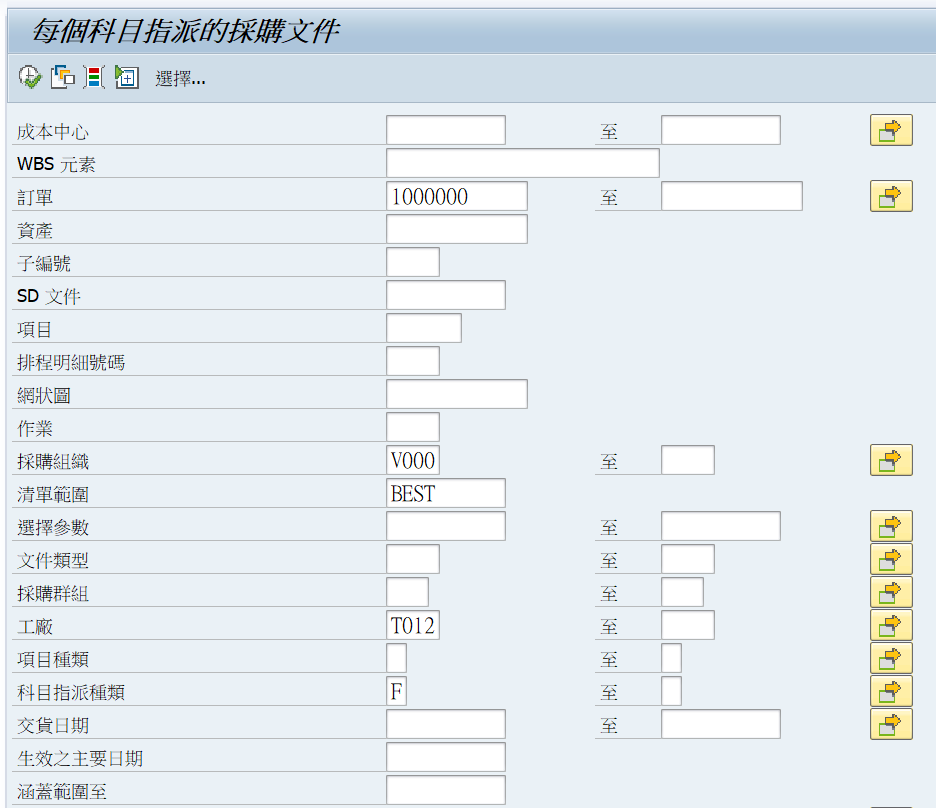 每個科目指派的採購文件
選擇...
成本中心 至
WBS 元素
訂單 1000000 至
資產
子編號
SD 文件
項目
排程明細號碼
網狀圖
作業
採購組織 V000 至
清單範圍 BEST
選擇參數 至
文件類型 至
採購群組 至
工廠 T012 至
項目種類 至
科目指派種類 F 至
交貨日期 至
生效之主要日期
涵蓋範圍至